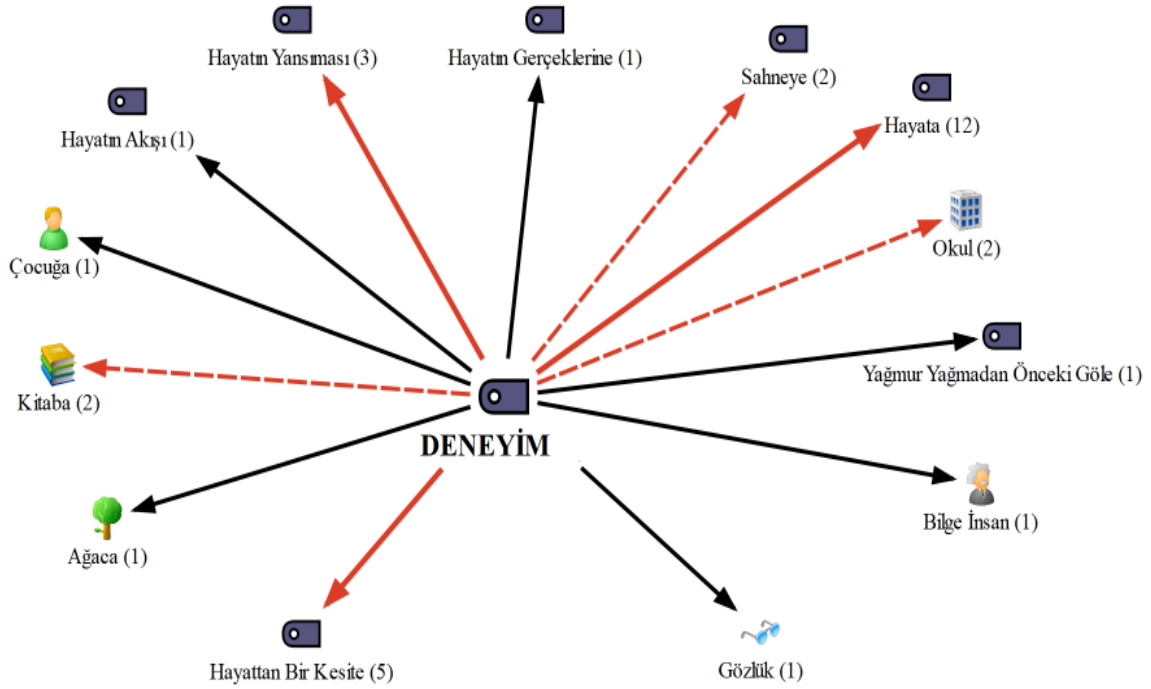 Hayatın Yansıması (3)
Hayatın Gerçeklerine (1)
Sahneye (2)
Hayata (12)
Hayatın Akışı (1)
Okul (2)
Çocuğa (1)
Yağmur Yağmadan Önceki Göle (1)
Kitaba (2)
DENEYİM
Bilge İnsan (1)
Ağaca (1)
Hayattan Bir Kesite (5)
Gözlük (1)